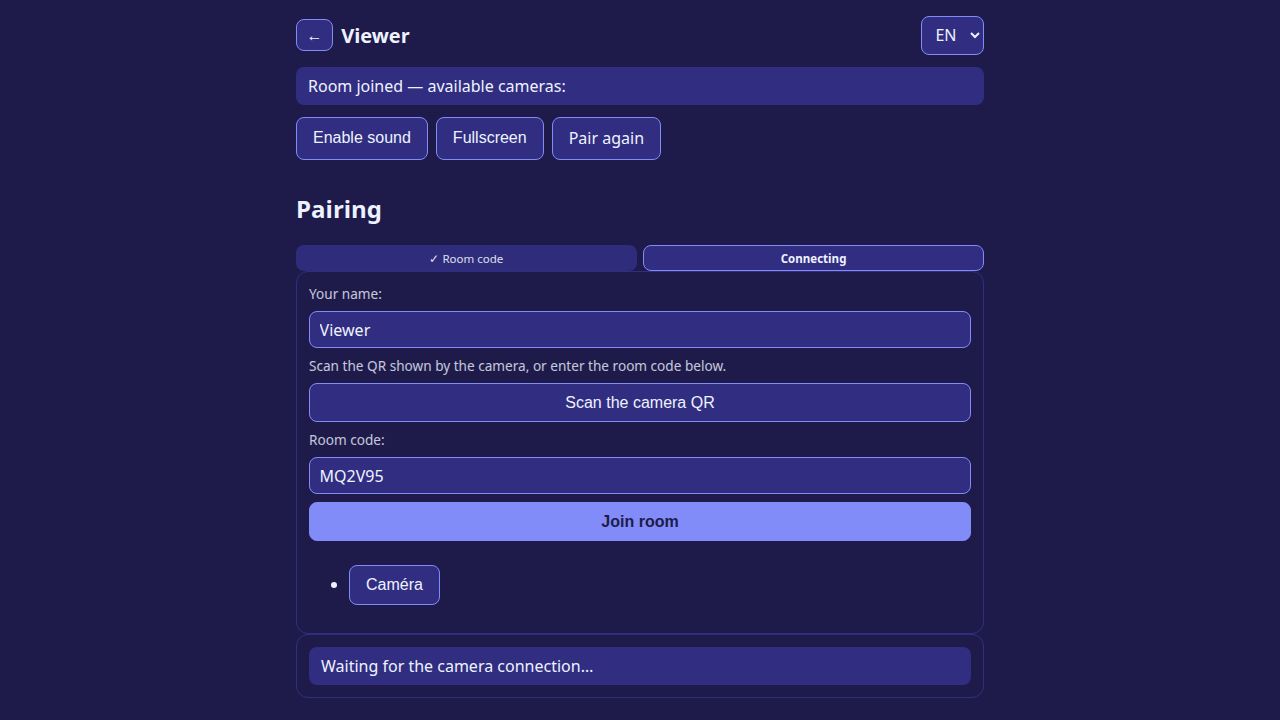 ←
Viewer
EN
Room joined — available cameras:
Enable sound
Fullscreen
Pair again
Pairing
✓ Room code
Connecting
Your name:
Viewer
Scan the QR shown by the camera, or enter the room code below.
Scan the camera QR
Room code:
MQ2V95
Join room
• Caméra
Waiting for the camera connection...